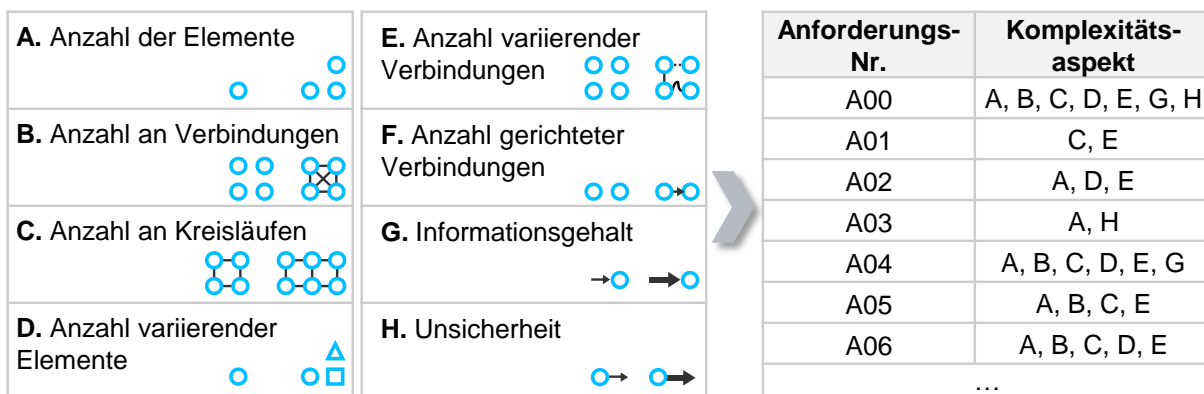 A. Anzahl der Elemente
B. Anzahl an Verbindungen
C. Anzahl an Kreisläufen
D. Anzahl variierender
Elemente
E. Anzahl variierender
Verbindungen
F. Anzahl gerichteter
Verbindungen
G. Informationsgehalt
H. Unsicherheit
Anforderungs-
Nr.
Komplexitäts-
aspekt
A00 A, B, C, D, E, G, H
A01 C, E
A02 A, D, E
A03 A, H
A04 A, B, C, D, E, G
A05 A, B, C, E
A06 A, B, C, D, E
…